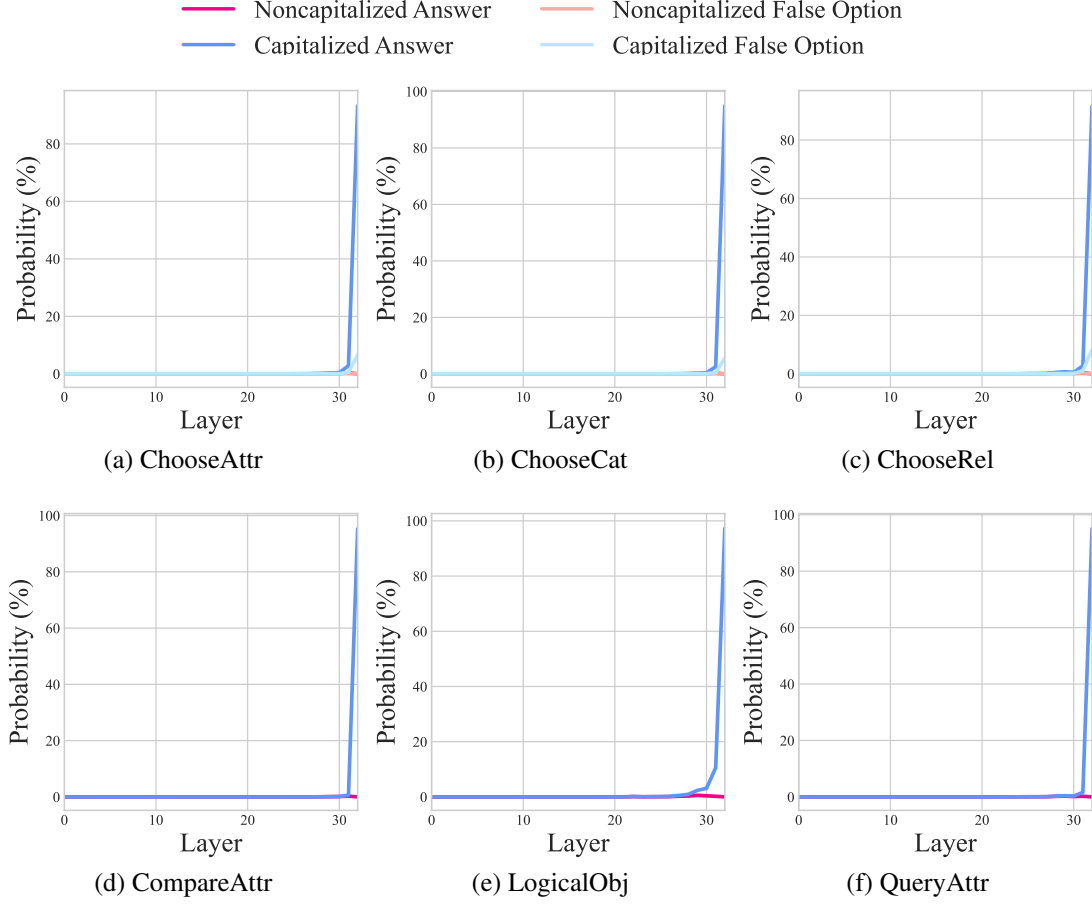 Noncapitalized Answer
Noncapitalized False Option
Capitalized Answer
Capitalized False Option
Probability (%)
80
60
40
20
0
0 10 20 30
Layer
(a) ChooseAttr
Probability (%)
100
80
60
40
20
0
0 10 20 30
Layer
(b) ChooseCat
Probability (%)
80
60
40
20
0
0 10 20 30
Layer
(c) ChooseRel
Probability (%)
100
80
60
40
20
0
0 10 20 30
Layer
(d) CompareAttr
Probability (%)
100
80
60
40
20
0
0 10 20 30
Layer
(e) LogicalObj
Probability (%)
100
80
60
40
20
0
0 10 20 30
Layer
(f) QueryAttr